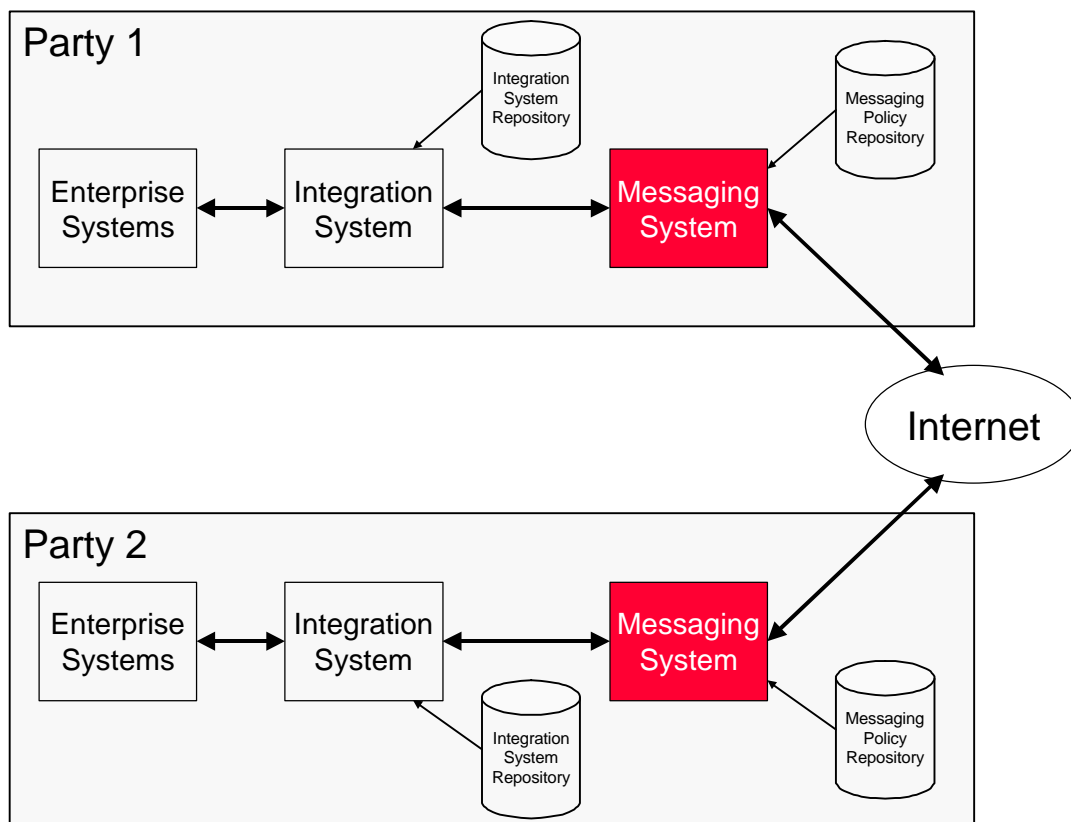 Party 1
Integration
System
Repository
Messaging
Policy
Repository
Enterprise
Systems
Integration
System
Messaging
System
Internet
Party 2
Enterprise
Systems
Integration
System
Messaging
System
Integration
System
Repository
Messaging
Policy
Repository